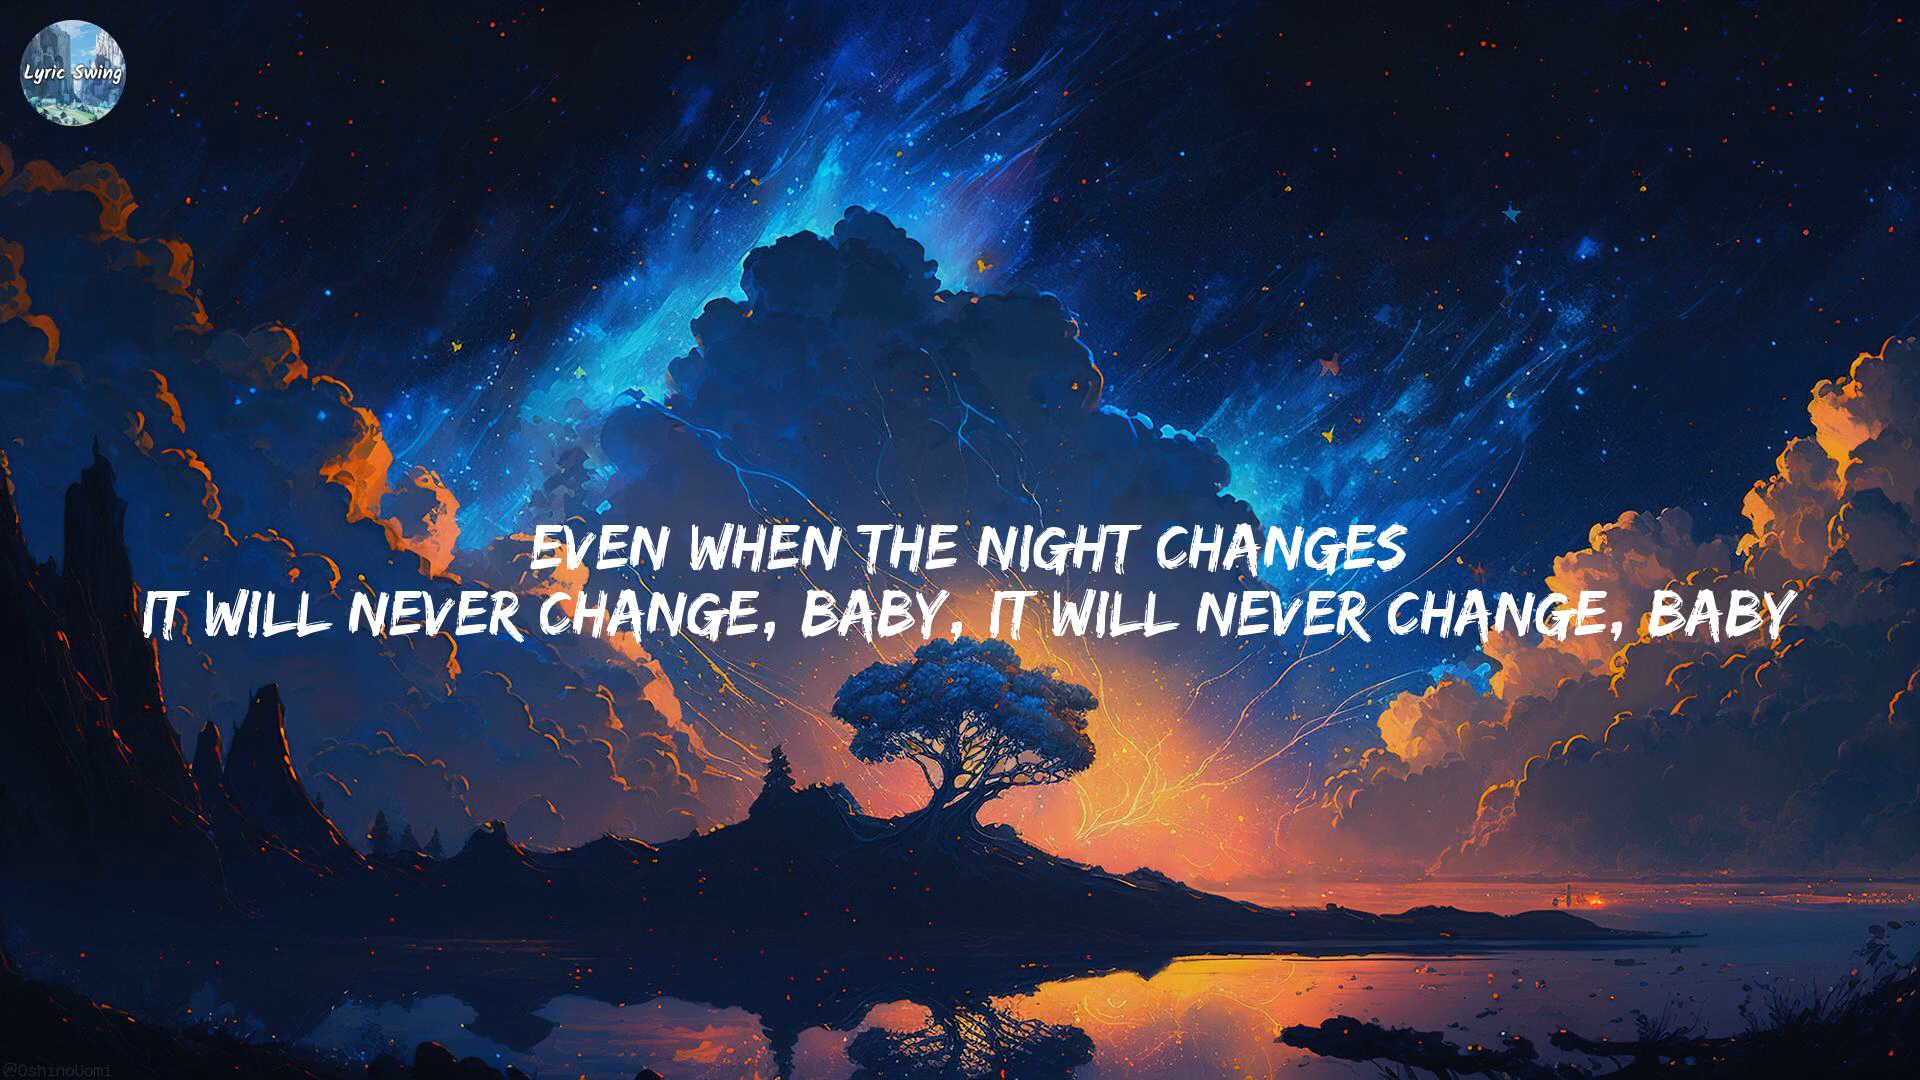 Lyric Swing
EVEN WHEN THE NIGHT CHANGES
IT WILL NEVER CHANGE, BABY, IT WILL NEVER CHANGE, BABY
@OshinoUomi